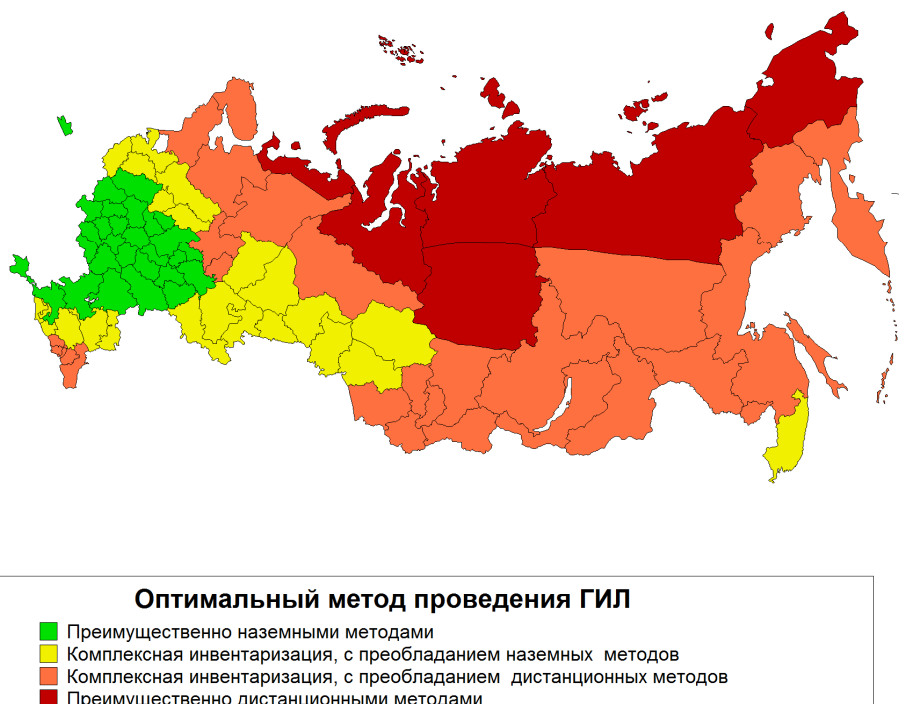 Оптимальный метод проведения ГИЛ
Преимущественно наземными методами
Комплексная инвентаризация, с преобладанием наземных методов
Комплексная инвентаризация, с преобладанием дистанционных методов
Преимущественно дистанционными методами